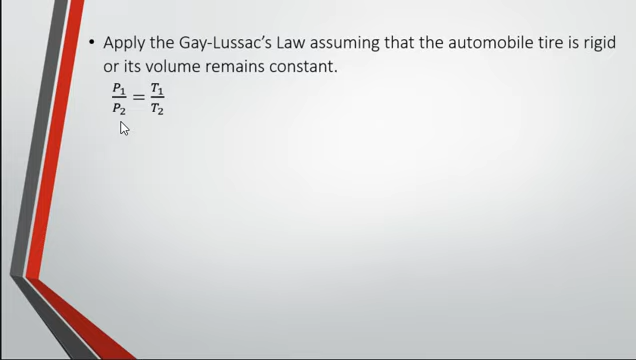 • Apply the Gay-Lussac's Law assuming that the automobile tire is rigid
or its volume remains constant.
P₁/P₂ = T₁/T₂